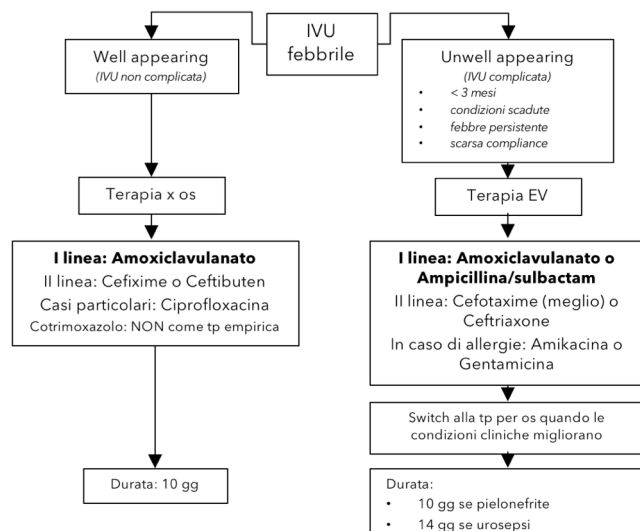 IVU
febbrile
Well appearing
(IVU non complicata)
Unwell appearing
(IVU complicata)
• < 3 mesi
• condizioni scadute
• febbre persistente
• scarsa compliance
Terapia x os
Terapia EV
I linea: Amoxiclavulanato
II linea: Cefixime o Ceftibuten
Casi particolari: Ciprofloxacina
Cotrimoxazolo: NON come tp empirica
I linea: Amoxiclavulanato o
Ampicillina/sulbactam
II linea: Cefotaxime (meglio) o
Ceftriaxone
In caso di allergie: Amikacina o
Gentamicina
Switch alla tp per os quando le
condizioni cliniche migliorano
Durata: 10 gg
Durata:
• 10 gg se pielonefrite
• 14 gg se urosepsi